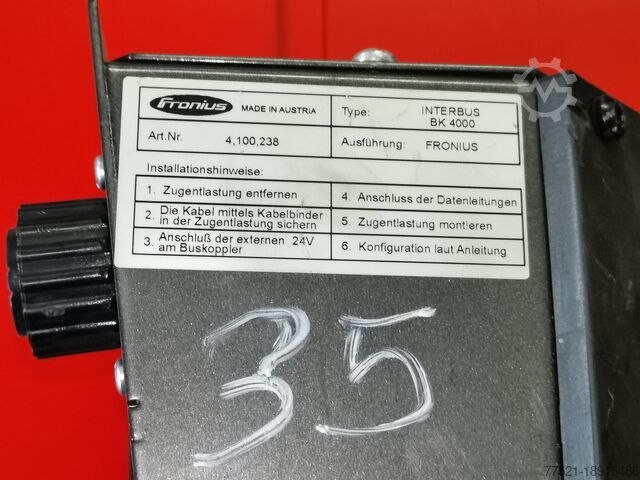 Fronius MADE IN AUSTRIA Type: INTERBUS
BK 4000
Art.Nr. 4,100,238 Ausführung: FRONIUS
Installationshinweise:
1. Zugentlastung entfernen
2. Die Kabel mittels Kabelbinder
in der Zugentlastung sichern
3. Anschluß der externen 24V
am Buskoppler
4. Anschluss der Datenleitungen
5. Zugentlastung montieren
6. Konfiguration laut Anleitung
35